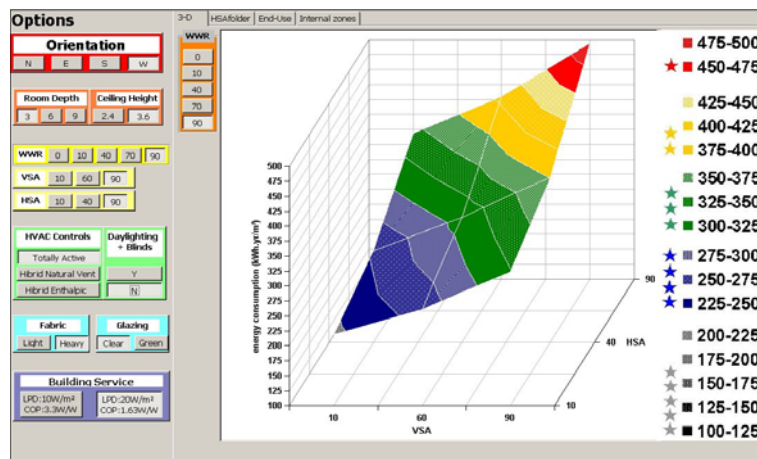 Options
Orientation
N E S W
Room Depth Ceiling Height
3 6 9 2.4 3.6
WWR 0 10 40 70 90
VSA 10 60 90
HSA 10 40 90
HVAC Controls Daylighting + Blinds
Totally Active
Hibrid Natural Vent Y
Hibrid Enthalpic N
Fabric Glazing
Light Heavy Clear Green
Building Service
LPD:10W/m² LPD:20W/m²
COP:3.3W/W COP:1.63W/W
3-D HSAfolder End-Use Internal zones
WWR
0
10
40
70
90
energy consumption (kWh.yr/m²)
500
475
450
425
400
375
350
325
300
275
250
225
200
175
150
125
100
10 60 90
VSA
10
40
90
HSA
475-500
450-475
425-450
400-425
375-400
350-375
325-350
300-325
275-300
250-275
225-250
200-225
175-200
150-175
125-150
100-125